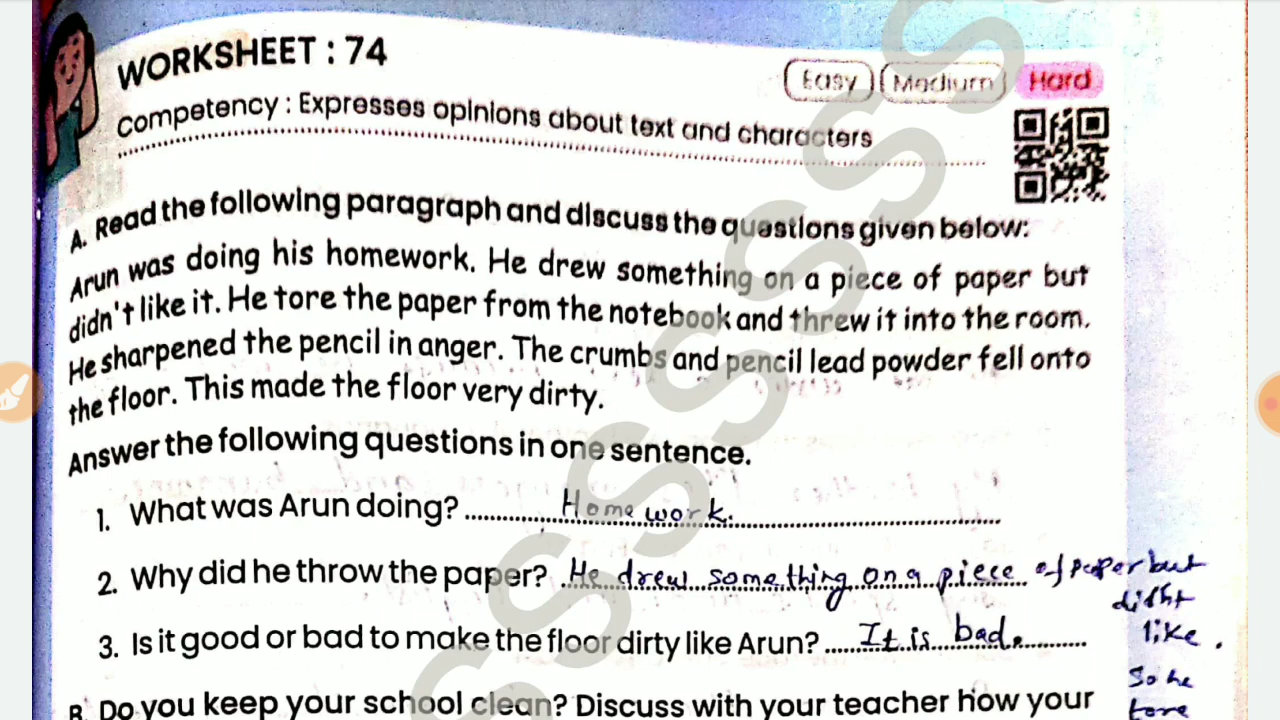 WORKSHEET : 74
Easy Medium Hard
competency : Expresses opinions about text and characters
A. Read the following paragraph and discuss the questions given below:
Arun was doing his homework. He drew something on a piece of paper but
didn't like it. He tore the paper from the notebook and threw it into the room.
He sharpened the pencil in anger. The crumbs and pencil lead powder fell onto
the floor. This made the floor very dirty.
Answer the following questions in one sentence.
1. What was Arun doing? Home work.
2. Why did he throw the paper? He drew something on a piece of paper but
didnt
like.
So he
tore
3. Is it good or bad to make the floor dirty like Arun? It is bad.
B. Do you keep your school clean? Discuss with your teacher how your
SSSSSS